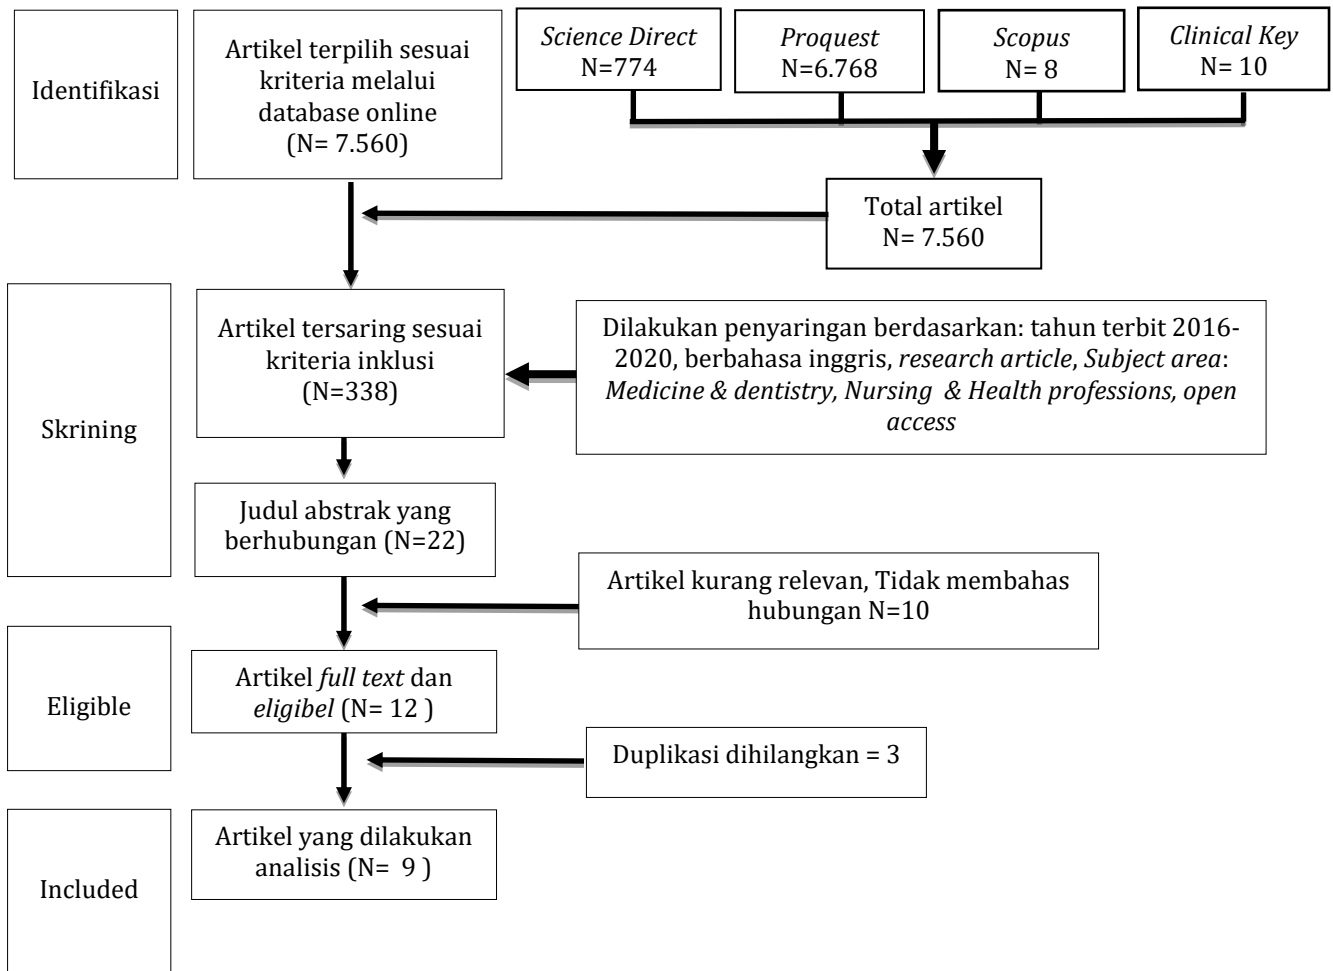 Identifikasi
Artikel terpilih sesuai
kriteria melalui
database online
(N= 7.560)
Science Direct
N=774
Proquest
N=6.768
Scopus
N= 8
Clinical Key
N= 10
Total artikel
N= 7.560
Skrining
Artikel tersaring sesuai
kriteria inklusi
(N=338)
Dilakukan penyaringan berdasarkan: tahun terbit 2016-
2020, berbahasa inggris, research article, Subject area:
Medicine & dentistry, Nursing & Health professions, open
access
Judul abstrak yang
berhubungan (N=22)
Artikel kurang relevan, Tidak membahas
hubungan N=10
Eligible
Artikel full text dan
eligibel (N= 12 )
Duplikasi dihilangkan = 3
Included
Artikel yang dilakukan
analisis (N= 9 )